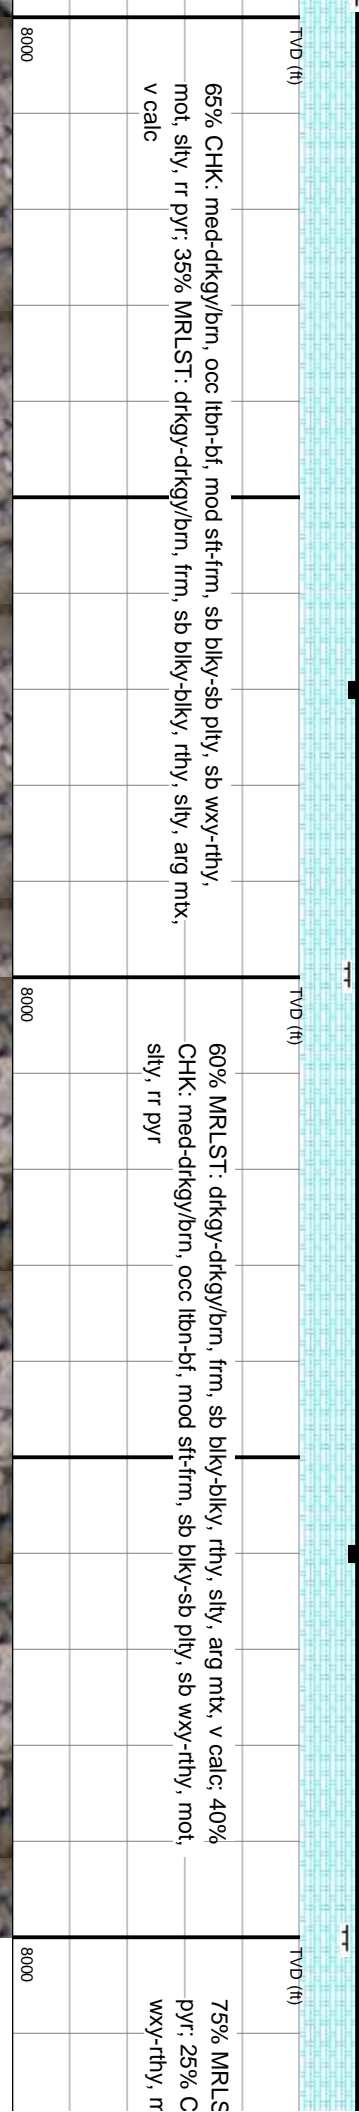 TVD (ft)
8000
65% CHK: med-drkgy/brn, occ ltbn-bf, mod sft-frm, sb blky-sb plty, sb wxy-rthy,
mot, slty, rr pyr; 35% MRLST: drkgy-drkgy/brn, frm, sb blky-blky, rthy, slty, arg mtx,
v calc
TVD (ft)
8000
60% MRLST: drkgy-drkgy/brn, frm, sb blky-blky, rthy, slty, arg mtx, v calc; 40%
CHK: med-drkgy/brn, occ ltbn-bf, mod sft-frm, sb blky-sb plty, sb wxy-rthy, mot,
slty, rr pyr
TVD (ft)
8000
75% MRLS
pyr; 25% C
wxy-rthy, m